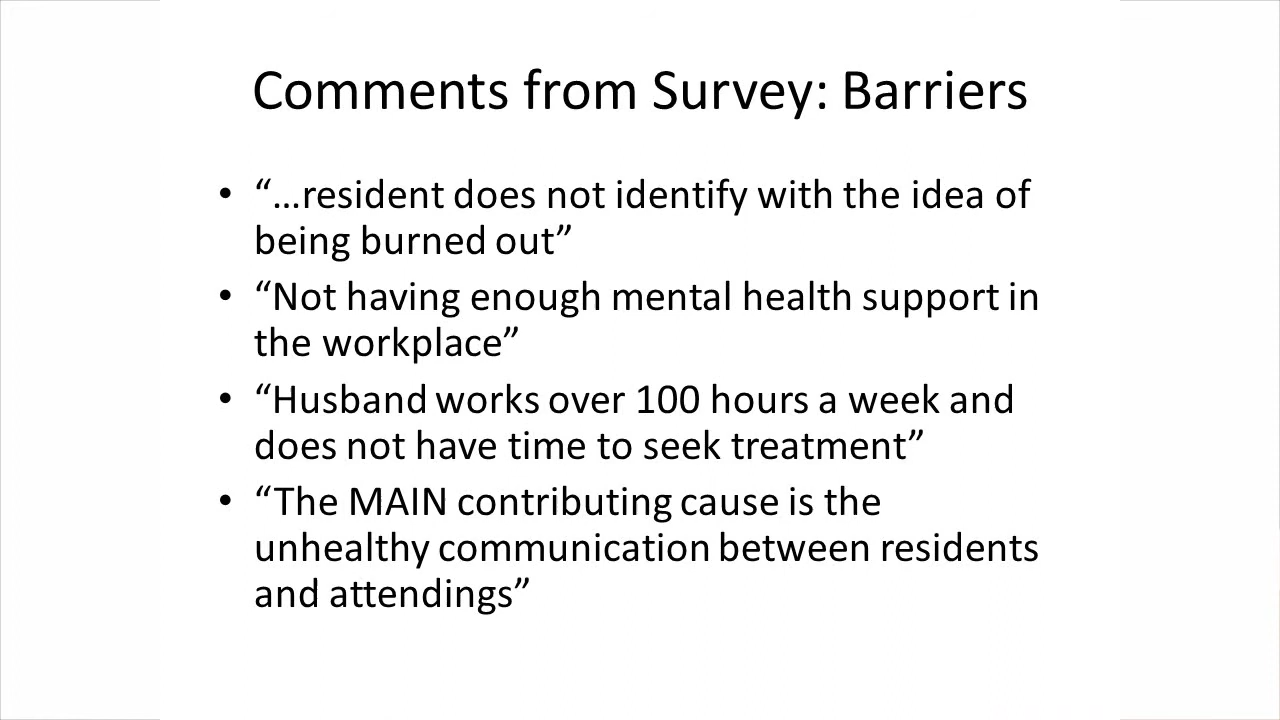 Comments from Survey: Barriers
• “…resident does not identify with the idea of
being burned out”
• “Not having enough mental health support in
the workplace”
• “Husband works over 100 hours a week and
does not have time to seek treatment”
• “The MAIN contributing cause is the
unhealthy communication between residents
and attendings”